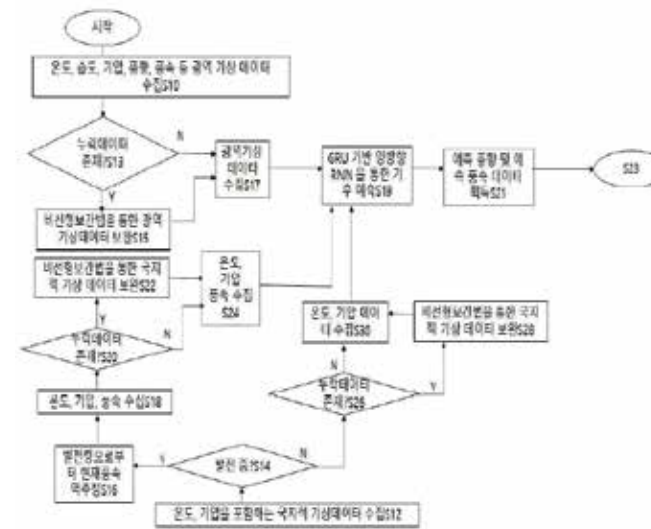 시작
온도, 습도, 기압, 풍향, 풍속 등 광역 기상 데이터
수집S10
누락데이터
존재?S13
N
Y
광역기상
데이터
수집S17
GRU 기반 양방향
RNN을 통한 기
우 예측S19
예측 풍향 및 예
측 풍속 데이터
획득S21
S23
비선형보간법을 통한 광역
기상데이터 보완S15
비선형보간법을 통한 국지
적 기상 데이터 보완S22
온도,
기압
풍속 수집
S24
Y
N
누락데이터
존재?S20
온도, 기압 데이
터 수집S30
비선형보간법을 통한 국지
적 기상 데이터 보완S28
N
누락데이터
존재?S26
Y
온도, 기압, 풍속 수집S18
발전량으로부
터 현재풍속
역추정S16
Y
발전 중?S14
N
온도, 기압을 포함하는 국지적 기상데이터 수집S12